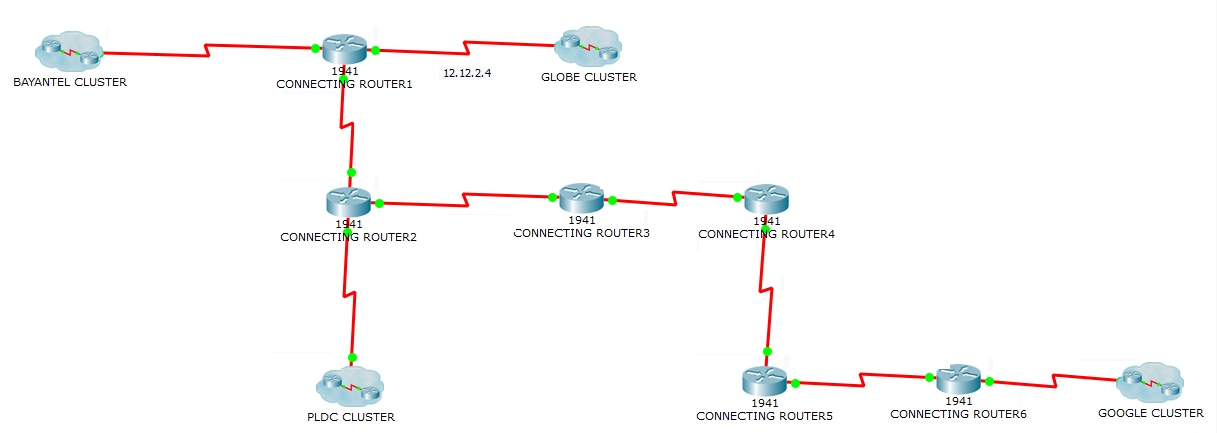 BAYANTEL CLUSTER
1941
CONNECTING ROUTER1
12.12.2.4
GLOBE CLUSTER
1941
CONNECTING ROUTER2
1941
CONNECTING ROUTER3
1941
CONNECTING ROUTER4
PLDC CLUSTER
1941
CONNECTING ROUTER5
1941
CONNECTING ROUTER6
GOOGLE CLUSTER